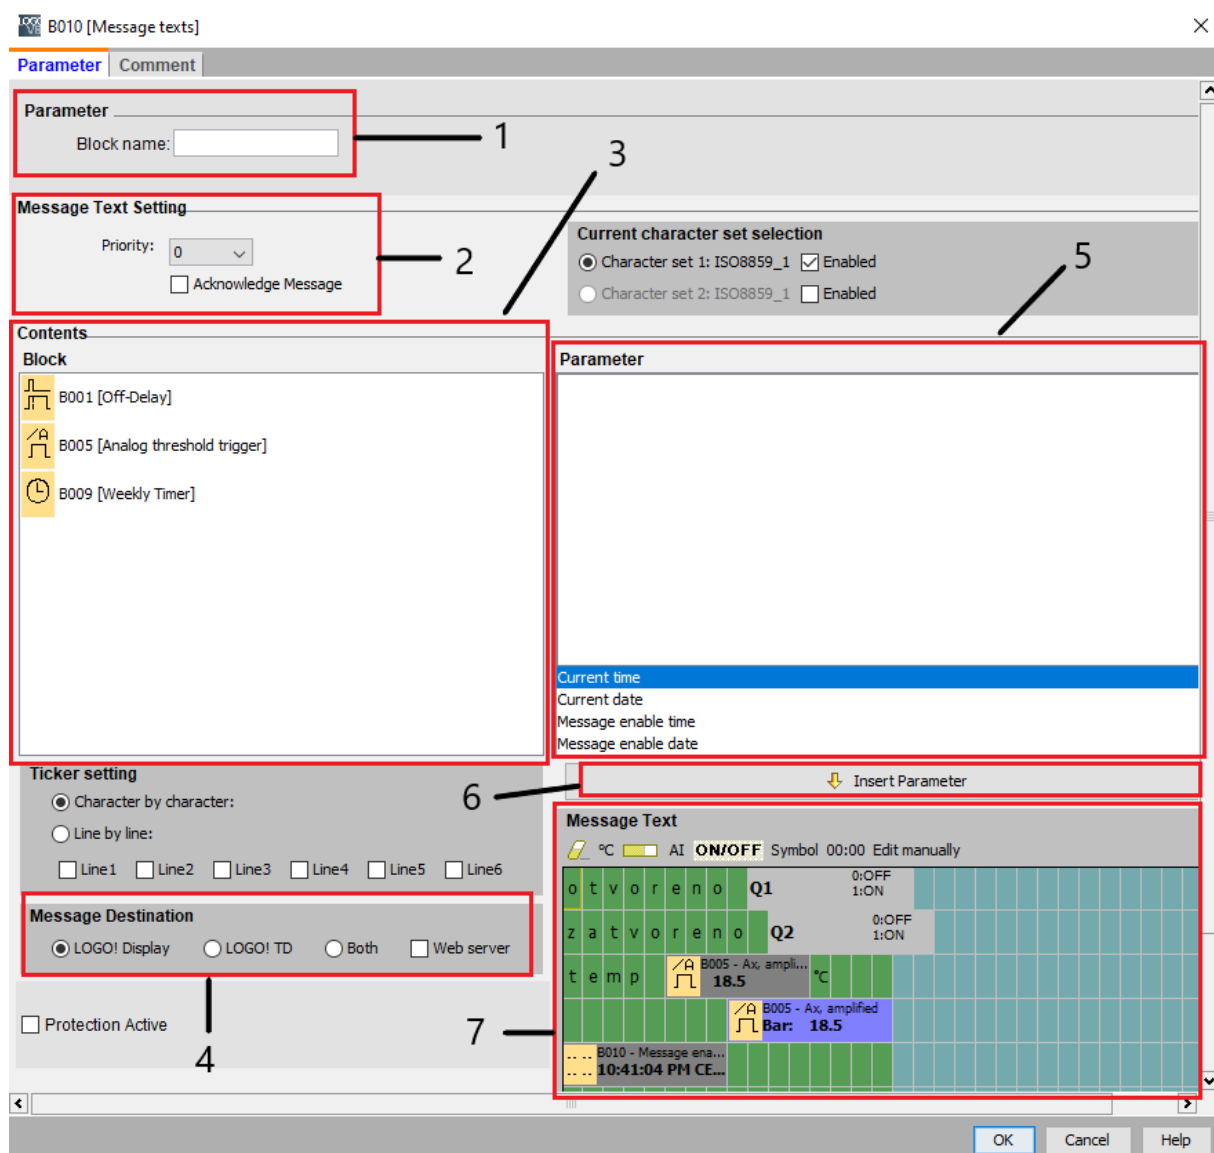 B010 [Message texts]
Parameter Comment
Parameter
Block name:
1
3
Message Text Setting
Priority: 0
Acknowledge Message
2
Current character set selection
Character set 1: ISO8859_1 Enabled
Character set 2: ISO8859_1 Enabled
5
Contents
Block
B001 [Off-Delay]
B005 [Analog threshold trigger]
B009 [Weekly Timer]
Parameter
Current time
Current date
Message enable time
Message enable date
Ticker setting
Character by character:
Line by line:
Line1 Line2 Line3 Line4 Line5 Line6
6
Insert Parameter
Message Destination
LOGO! Display LOGO! TD Both Web server
4
Protection Active
7
Message Text
°C AI ON/OFF Symbol 00:00 Edit manually
otvoreno Q1 0:OFF
1:ON
zatvoreno Q2 0:OFF
1:ON
temp B005 - Ax, ampli... °C
18.5
B005 - Ax, amplified
Bar: 18.5
B010 - Message ena...
10:41:04 PM CE...
OK Cancel Help